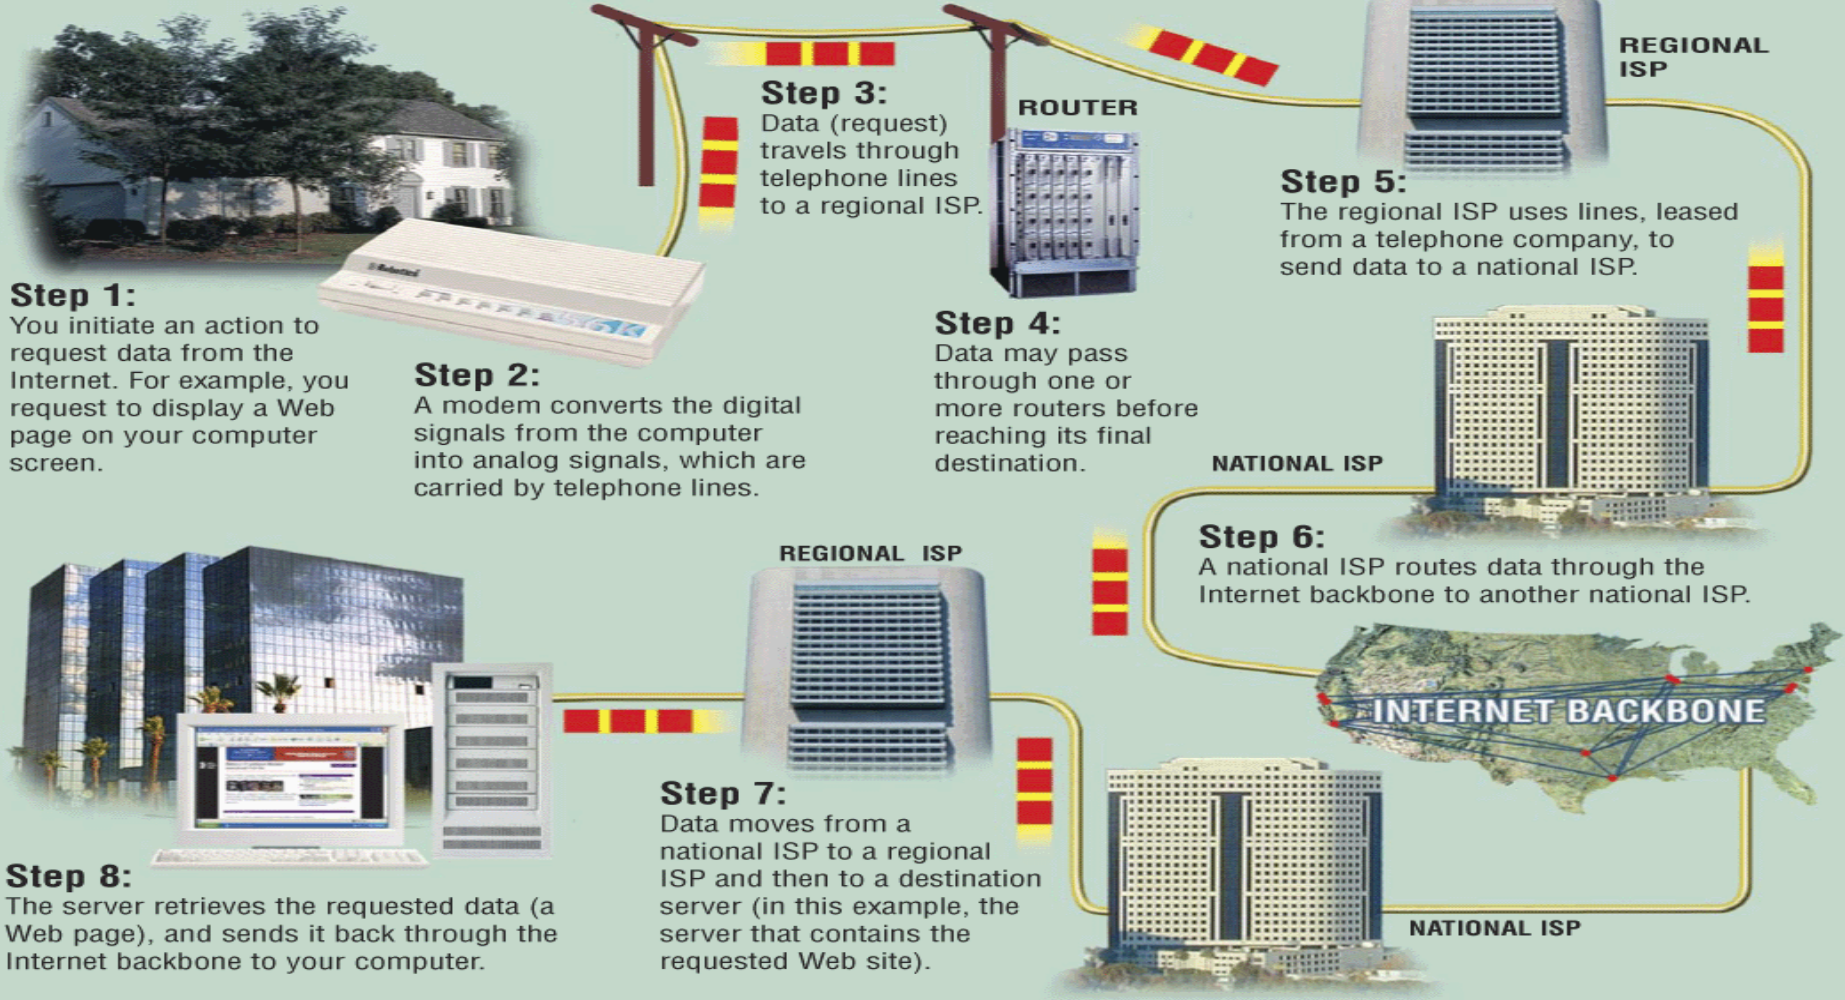 Step 1:
You initiate an action to
request data from the
Internet. For example, you
request to display a Web
page on your computer
screen.
Step 2:
A modem converts the digital
signals from the computer
into analog signals, which are
carried by telephone lines.
56K
Step 3:
Data (request)
travels through
telephone lines
to a regional ISP.
ROUTER
Step 4:
Data may pass
through one or
more routers before
reaching its final
destination.
REGIONAL
ISP
Step 5:
The regional ISP uses lines, leased
from a telephone company, to
send data to a national ISP.
NATIONAL ISP
Step 6:
A national ISP routes data through the
Internet backbone to another national ISP.
INTERNET BACKBONE
NATIONAL ISP
REGIONAL ISP
Step 7:
Data moves from a
national ISP to a regional
ISP and then to a destination
server (in this example, the
server that contains the
requested Web site).
Step 8:
The server retrieves the requested data (a
Web page), and sends it back through the
Internet backbone to your computer.